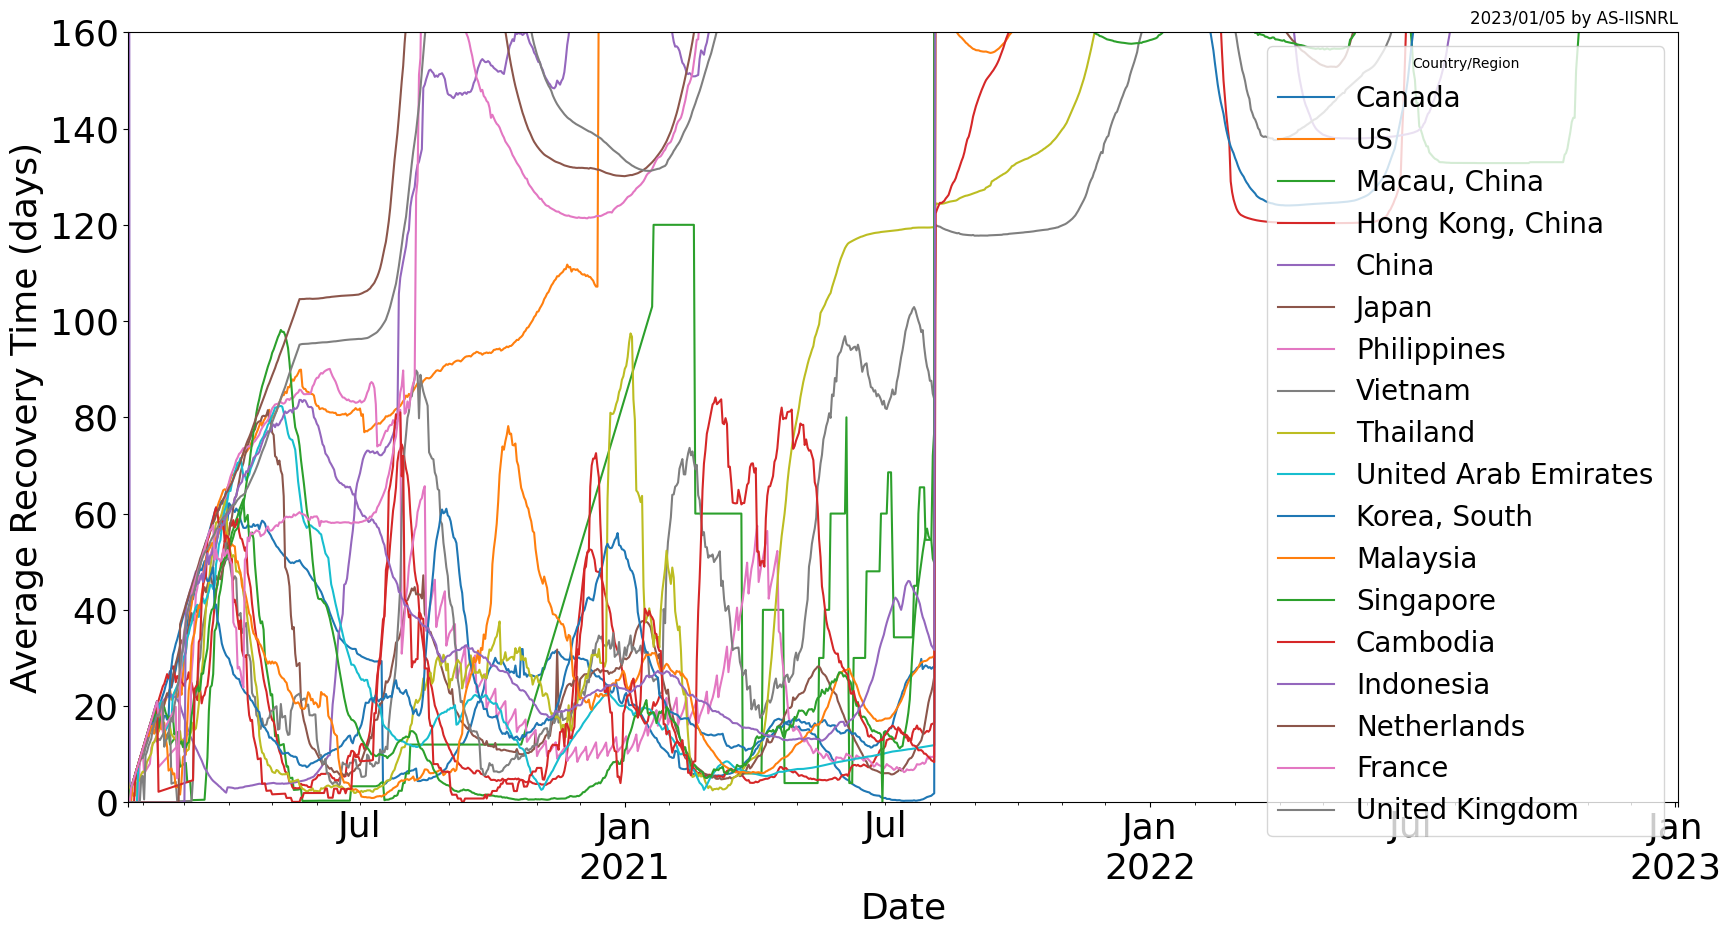 2023/01/05 by AS-IISNRL
160
140
120
100
80
60
40
20
0
Average Recovery Time (days)
Country/Region
Canada
US
Macau, China
Hong Kong, China
China
Japan
Philippines
Vietnam
Thailand
United Arab Emirates
Korea, South
Malaysia
Singapore
Cambodia
Indonesia
Netherlands
France
United Kingdom
Jul
Jan
2021
Jul
Jan
2022
Jul
Jan
2023
Date